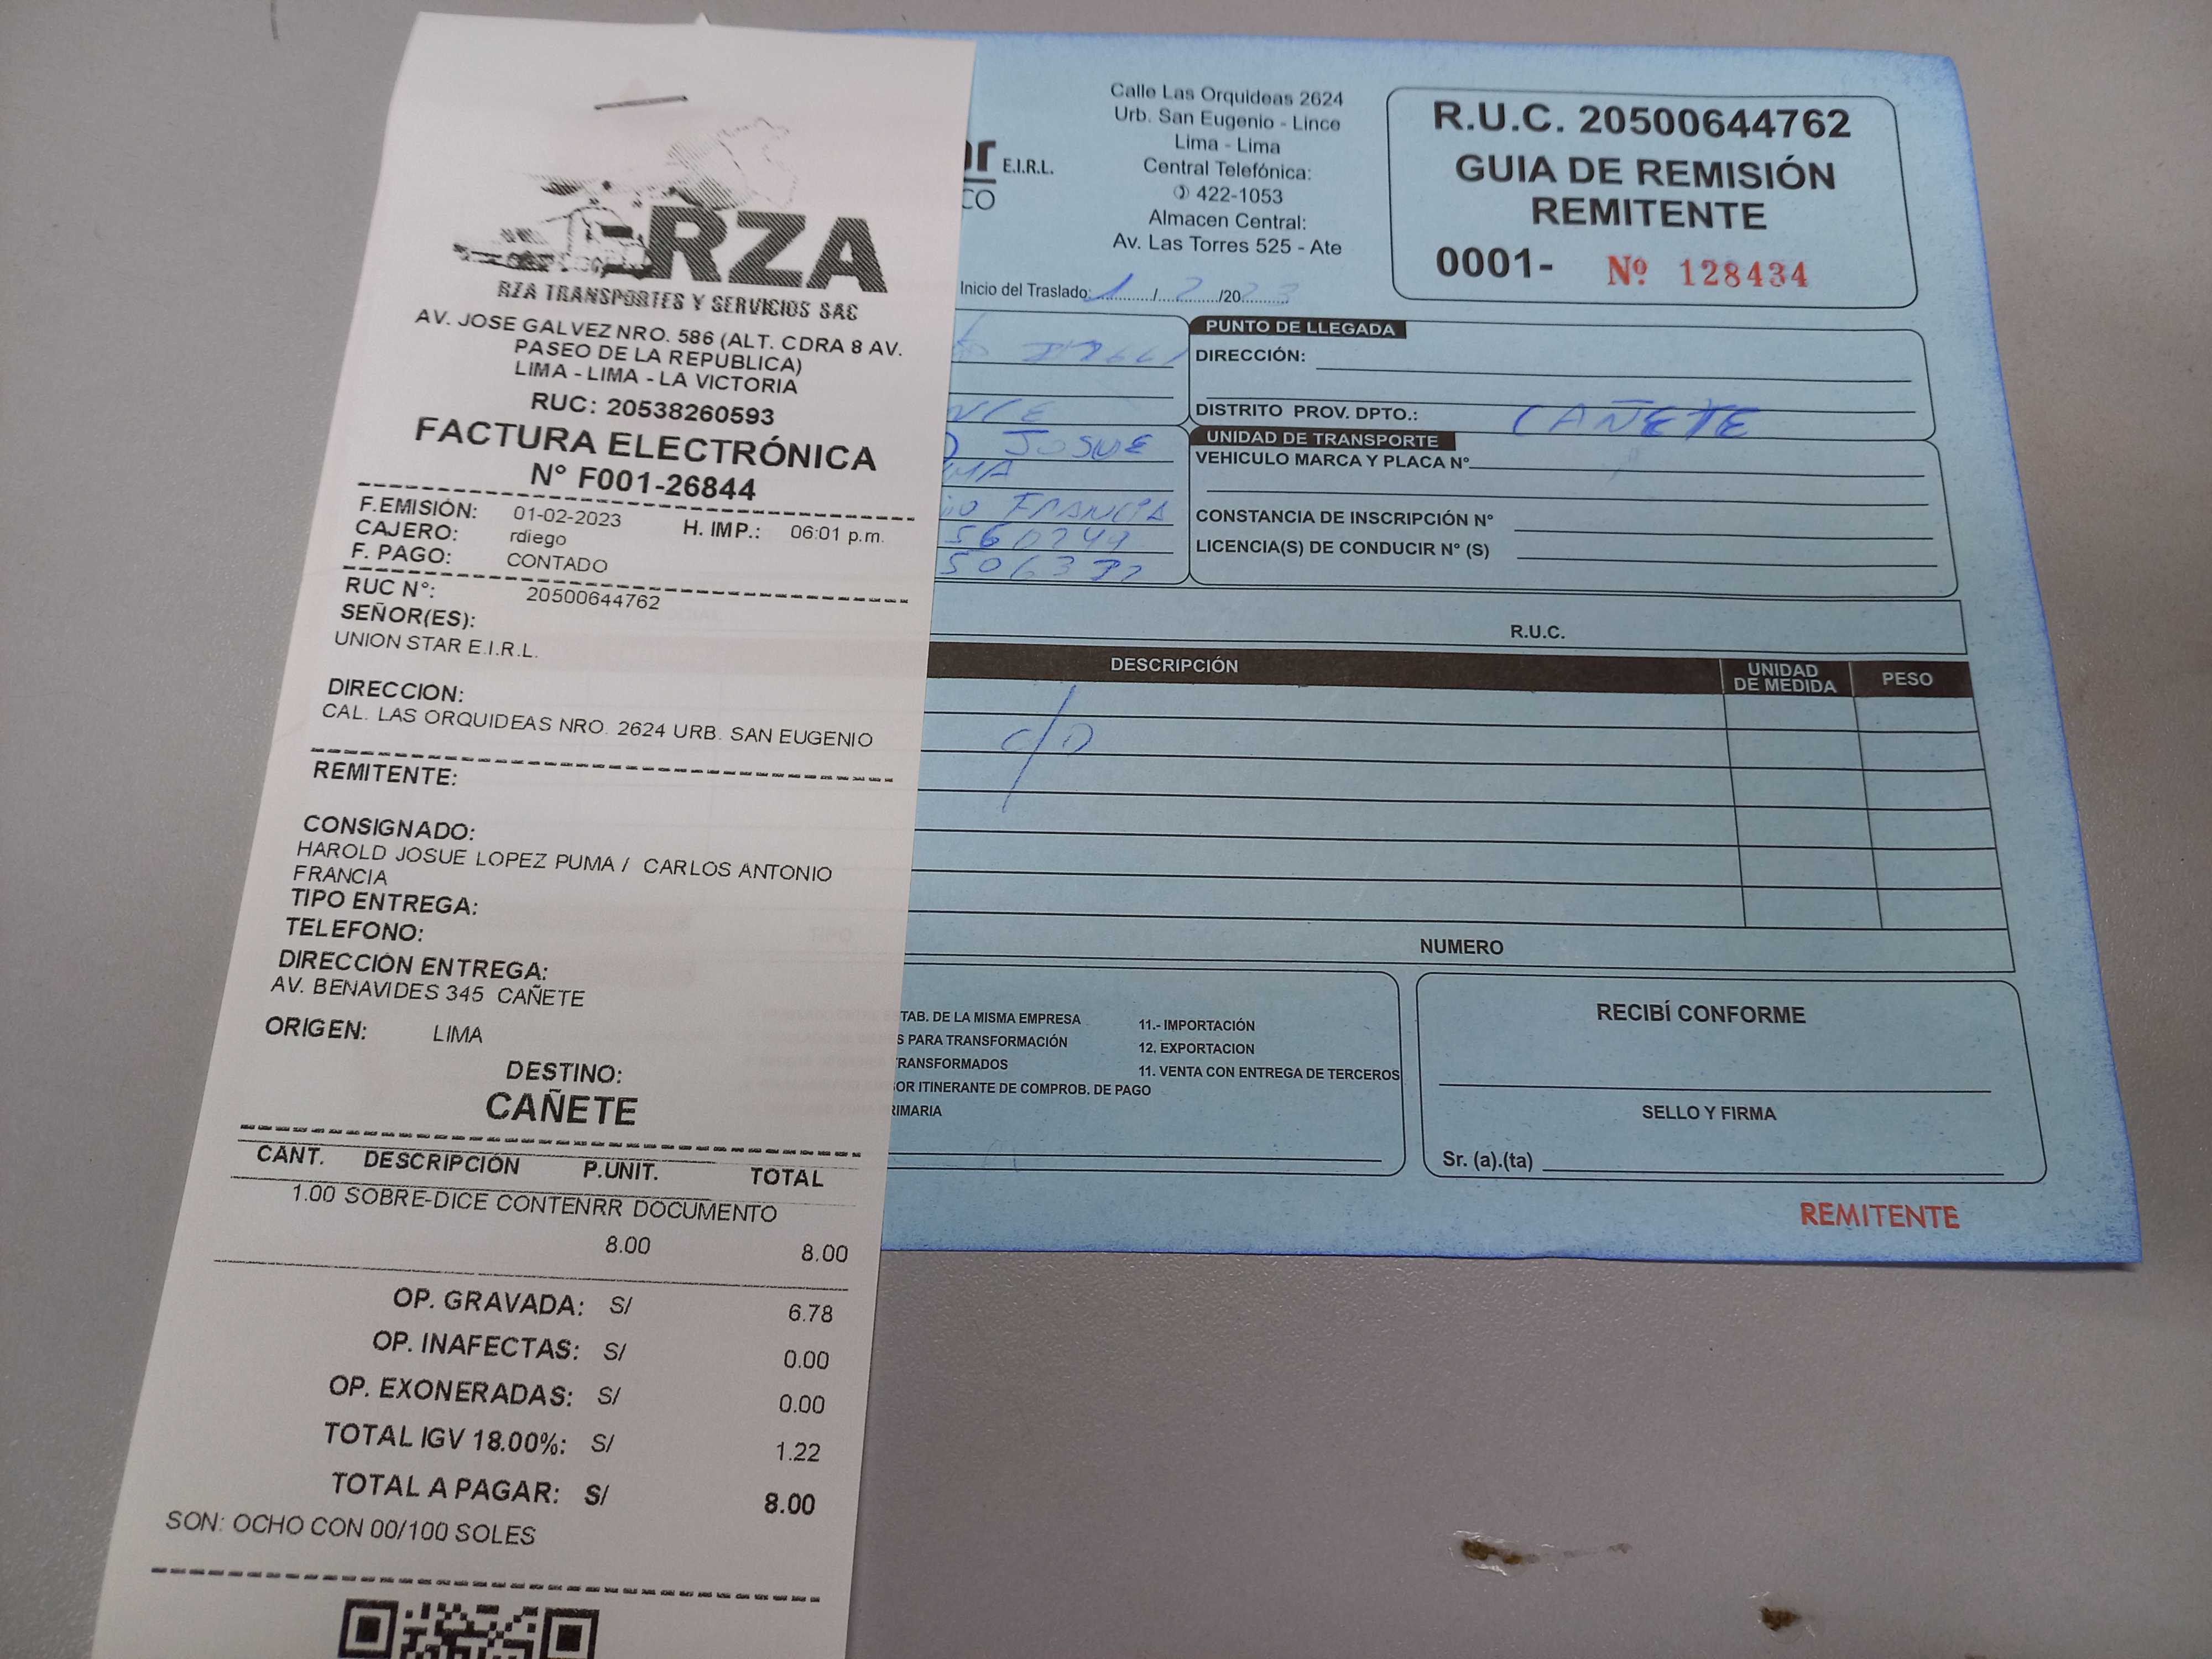 RZA
RZA TRANSPORTES Y SERVICIOS SAC
AV. JOSE GALVEZ NRO. 586 (ALT. CDRA 8 AV.
PASEO DE LA REPUBLICA)
LIMA - LIMA - LA VICTORIA
RUC: 20538260593
FACTURA ELECTRÓNICA
N° F001-26844
F.EMISIÓN: 01-02-2023 H. IMP.: 06:01 p.m.
CAJERO: rdiego
F. PAGO: CONTADO
RUC N°: 20500644762
SEÑOR(ES):
UNION STAR E.I.R.L.
DIRECCION:
CAL. LAS ORQUIDEAS NRO. 2624 URB. SAN EUGENIO
REMITENTE:
CONSIGNADO:
HAROLD JOSUE LOPEZ PUMA / CARLOS ANTONIO
FRANCIA
TIPO ENTREGA:
TELEFONO:
DIRECCIÓN ENTREGA:
AV. BENAVIDES 345 CAÑETE
ORIGEN: LIMA
DESTINO:
CAÑETE
CANT. DESCRIPCIÓN P.UNIT. TOTAL
1.00 SOBRE-DICE CONTENRR DOCUMENTO
8.00 8.00
OP. GRAVADA: S/ 6.78
OP. INAFECTAS: S/ 0.00
OP. EXONERADAS: S/ 0.00
TOTAL IGV 18.00%: S/ 1.22
TOTAL A PAGAR: S/ 8.00
SON: OCHO CON 00/100 SOLES
E.I.R.L.
CO
Calle Las Orquideas 2624
Urb. San Eugenio - Lince
Lima - Lima
Central Telefónica:
422-1053
Almacen Central:
Av. Las Torres 525 - Ate
R.U.C. 20500644762
GUIA DE REMISIÓN
REMITENTE
0001- Nº 128434
Inicio del Traslado: 1 / 2 /2023
PUNTO DE LLEGADA
DIRECCIÓN:
DISTRITO PROV. DPTO.: CAÑETE
NCE
JOSUE
UMA
FRANCIA
560249
UNIDAD DE TRANSPORTE
VEHICULO MARCA Y PLACA N°
CONSTANCIA DE INSCRIPCIÓN N°
LICENCIA(S) DE CONDUCIR N° (S)
R.U.C.
DESCRIPCIÓN UNIDAD DE MEDIDA PESO
NUMERO
TAB. DE LA MISMA EMPRESA
S PARA TRANSFORMACIÓN
RANSFORMADOS
OR ITINERANTE DE COMPROB. DE PAGO
RIMARIA
11.- IMPORTACIÓN
12. EXPORTACION
11. VENTA CON ENTREGA DE TERCEROS
RECIBÍ CONFORME
SELLO Y FIRMA
Sr. (a).(ta)
REMITENTE